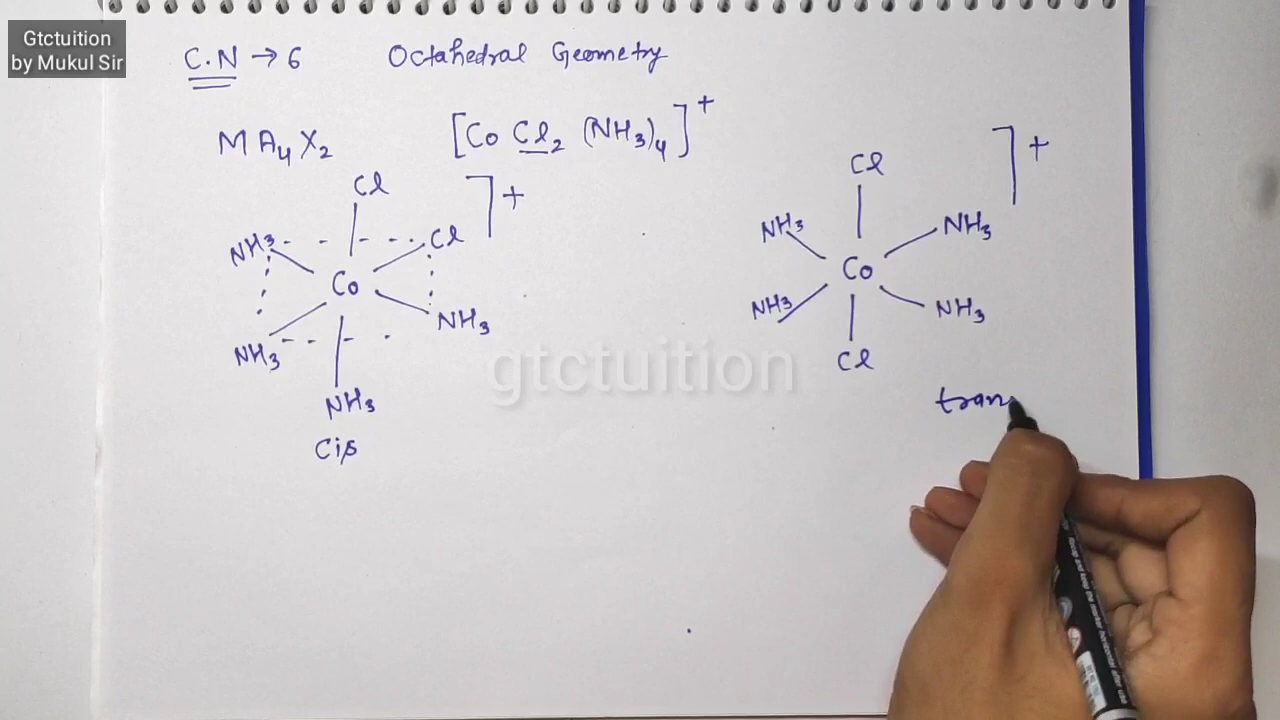 Gtctuition
by Mukul Sir
C.N → 6 Octahedral Geometry
MA₄X₂ [Co Cl₂ (NH₃)₄]⁺
Cl ]⁺
NH₃ Cl
Co
NH₃ NH₃
NH₃
Cis
Cl ]⁺
NH₃ NH₃
Co
NH₃ NH₃
Cl
tran
gtctuition